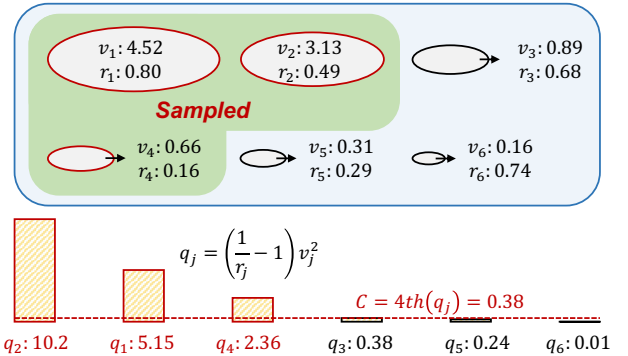 v₁: 4.52
r₁: 0.80
v₂: 3.13
r₂: 0.49
v₃: 0.89
r₃: 0.68
Sampled
v₄: 0.66
r₄: 0.16
v₅: 0.31
r₅: 0.29
v₆: 0.16
r₆: 0.74
qⱼ = (1/rⱼ − 1) vⱼ²
C = 4th(qⱼ) = 0.38
q₂: 10.2
q₁: 5.15
q₄: 2.36
q₃: 0.38
q₅: 0.24
q₆: 0.01